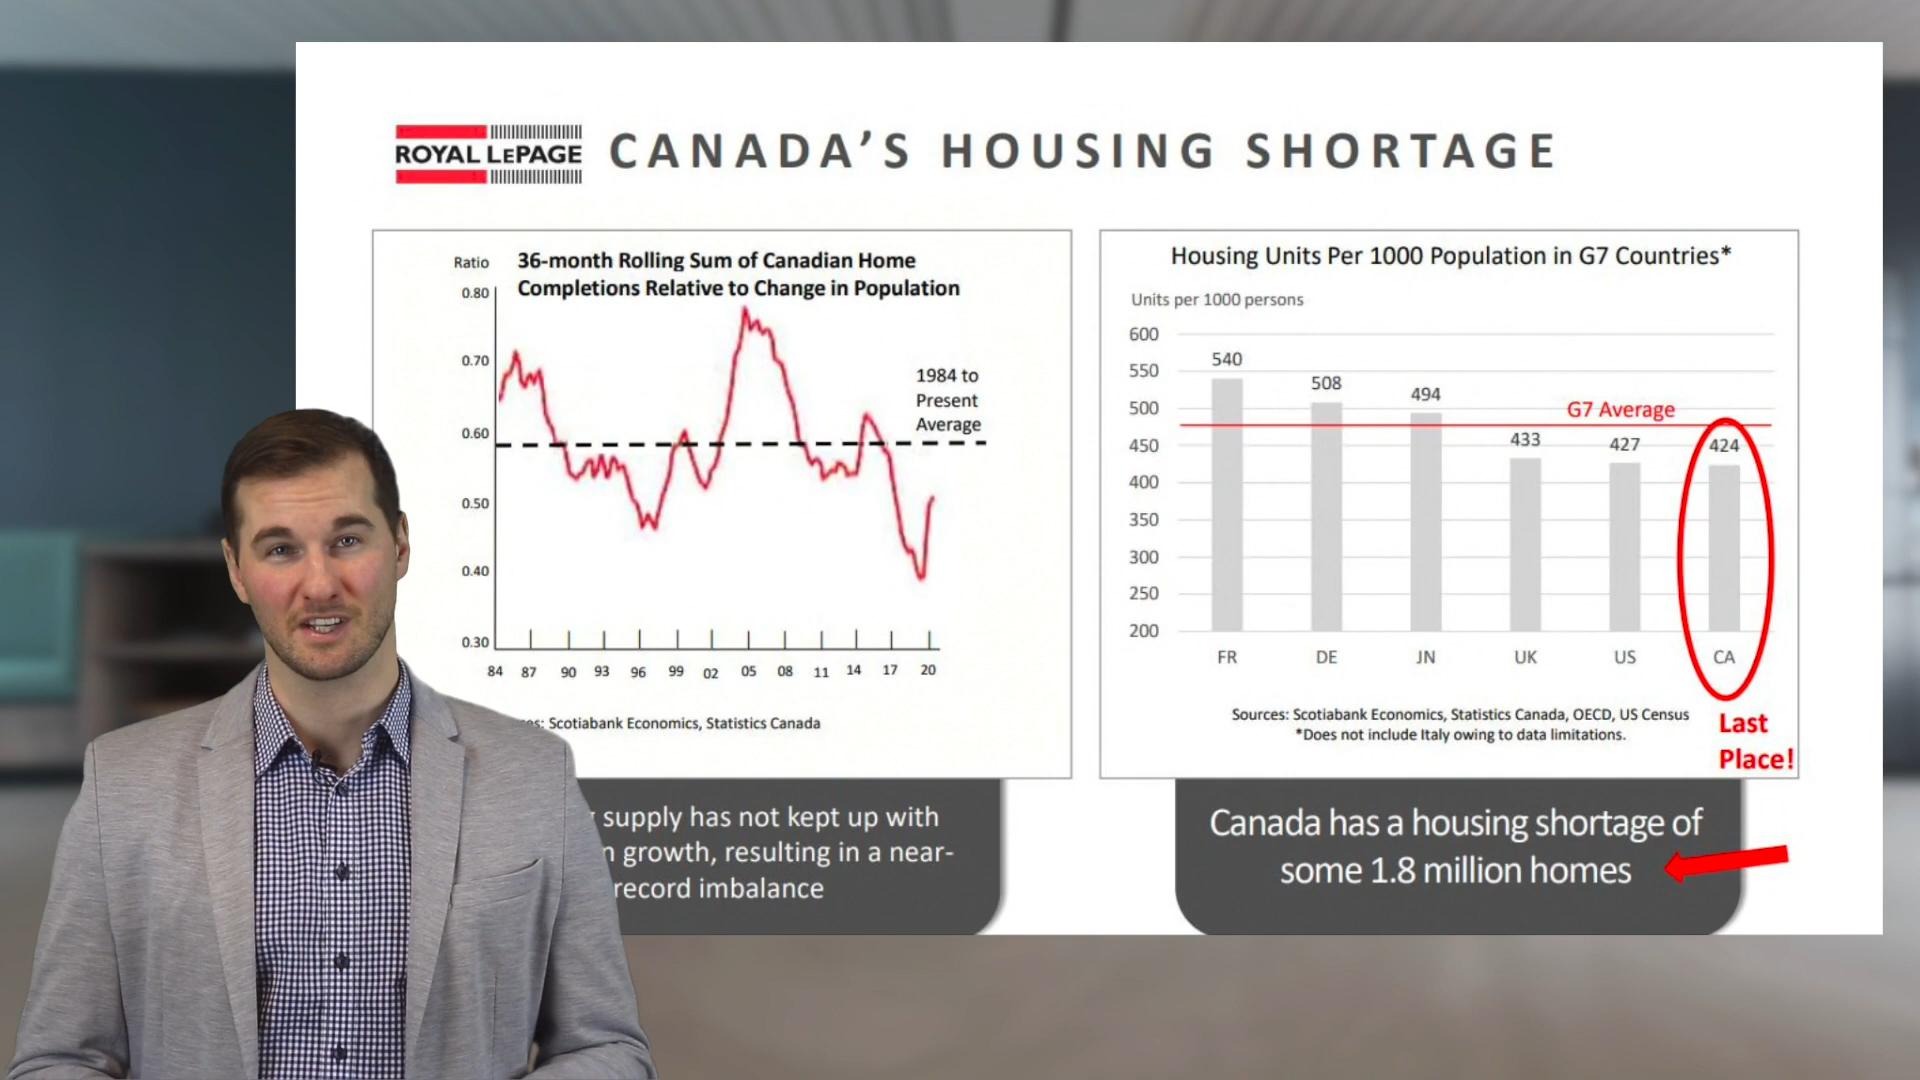 ROYAL LEPAGE
CANADA'S HOUSING SHORTAGE
Ratio
36-month Rolling Sum of Canadian Home
Completions Relative to Change in Population
0.80
0.70
0.60
0.50
0.40
0.30
1984 to
Present
Average
84 87 90 93 96 99 02 05 08 11 14 17 20
Scotiabank Economics, Statistics Canada
supply has not kept up with
growth, resulting in a near-
record imbalance
Housing Units Per 1000 Population in G7 Countries*
Units per 1000 persons
600
550
500
450
400
350
300
250
200
540
508
494
433
427
424
G7 Average
FR DE JN UK US CA
Sources: Scotiabank Economics, Statistics Canada, OECD, US Census
*Does not include Italy owing to data limitations.
Last
Place!
Canada has a housing shortage of
some 1.8 million homes